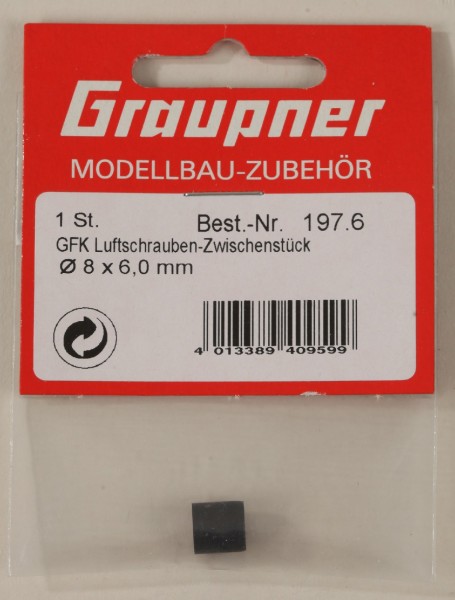 Graupner
MODELLBAU-ZUBEHÖR
1 St. Best.-Nr. 197.6
GFK Luftschrauben-Zwischenstück
Ø 8 x 6,0 mm
4 013389 409599